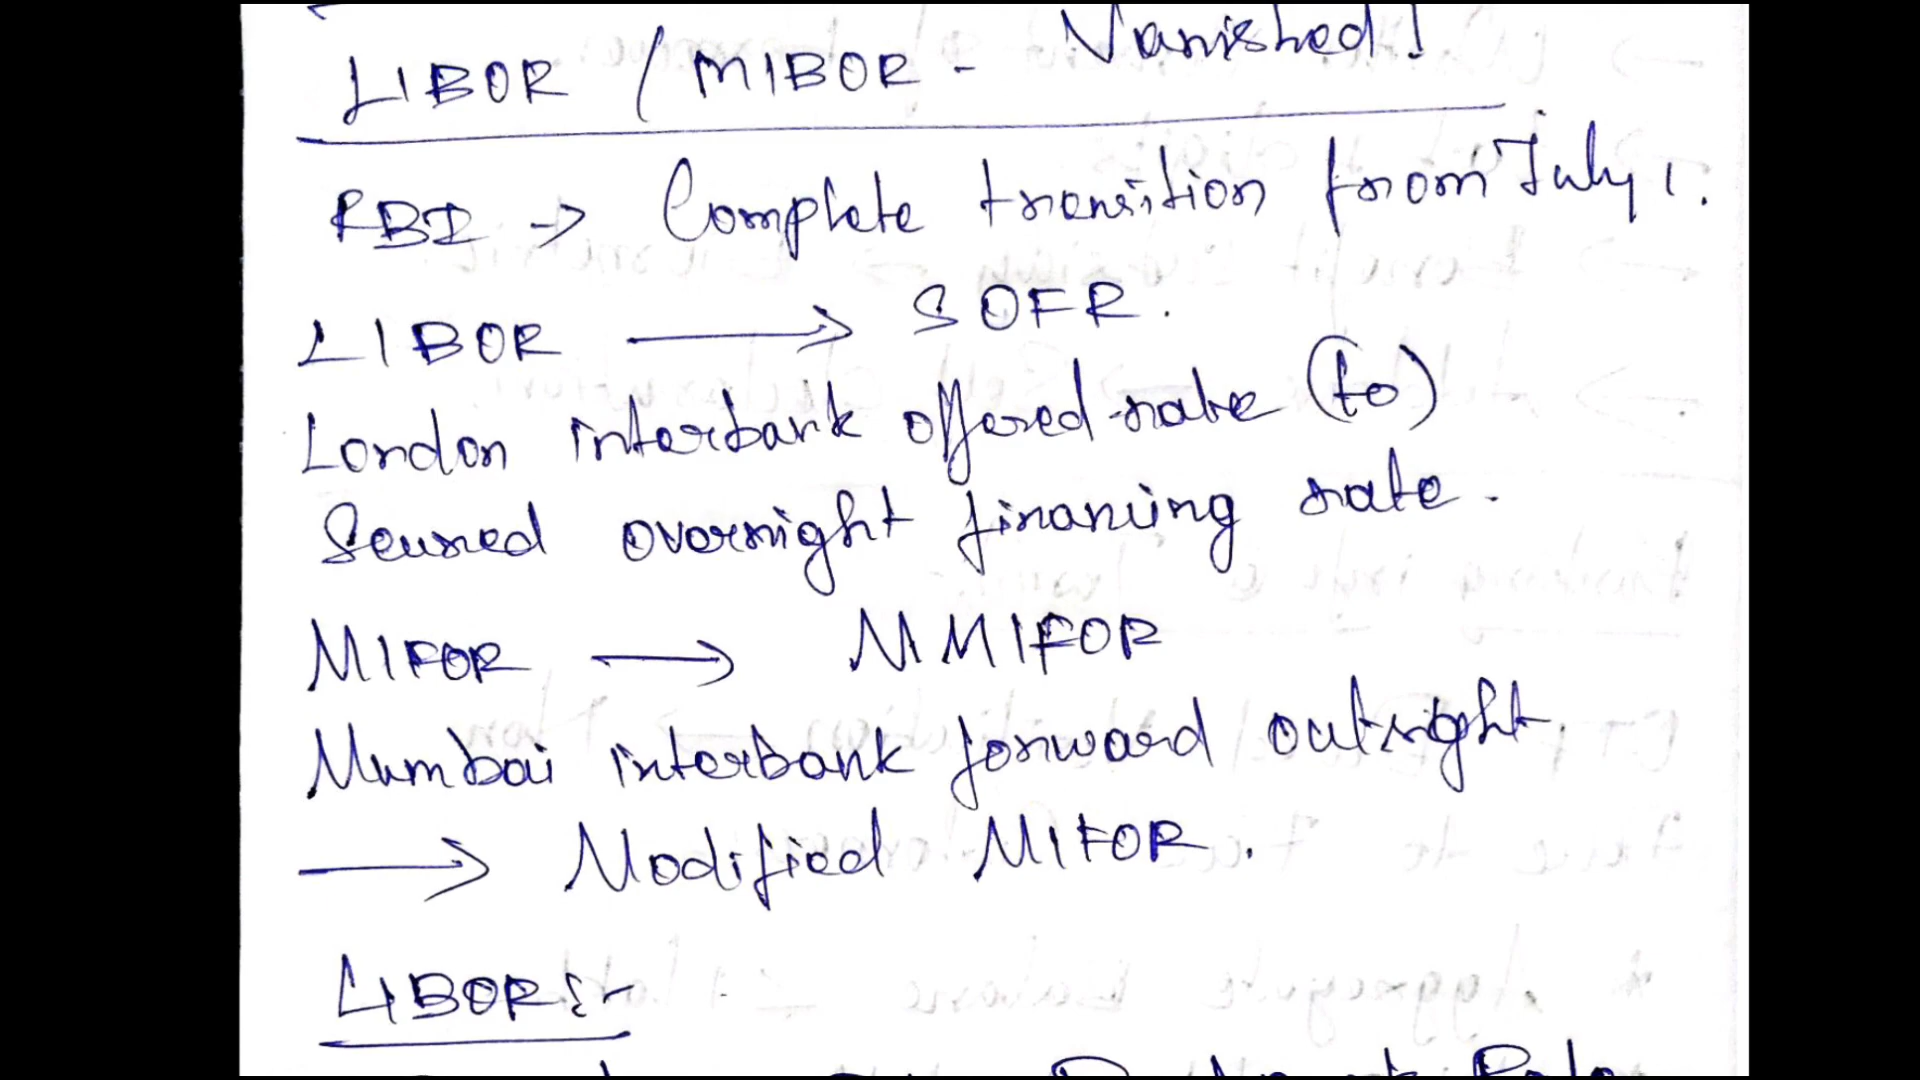 LIBOR / MIBOR - Vanished!
RBI → Complete transition from July 1.
LIBOR → SOFR.
London interbank offered rate (to)
Secured overnight financing rate.
MIFOR → MMIFOR
Mumbai interbank forward outright.
→ Modified MIFOR.
LIBOR:-